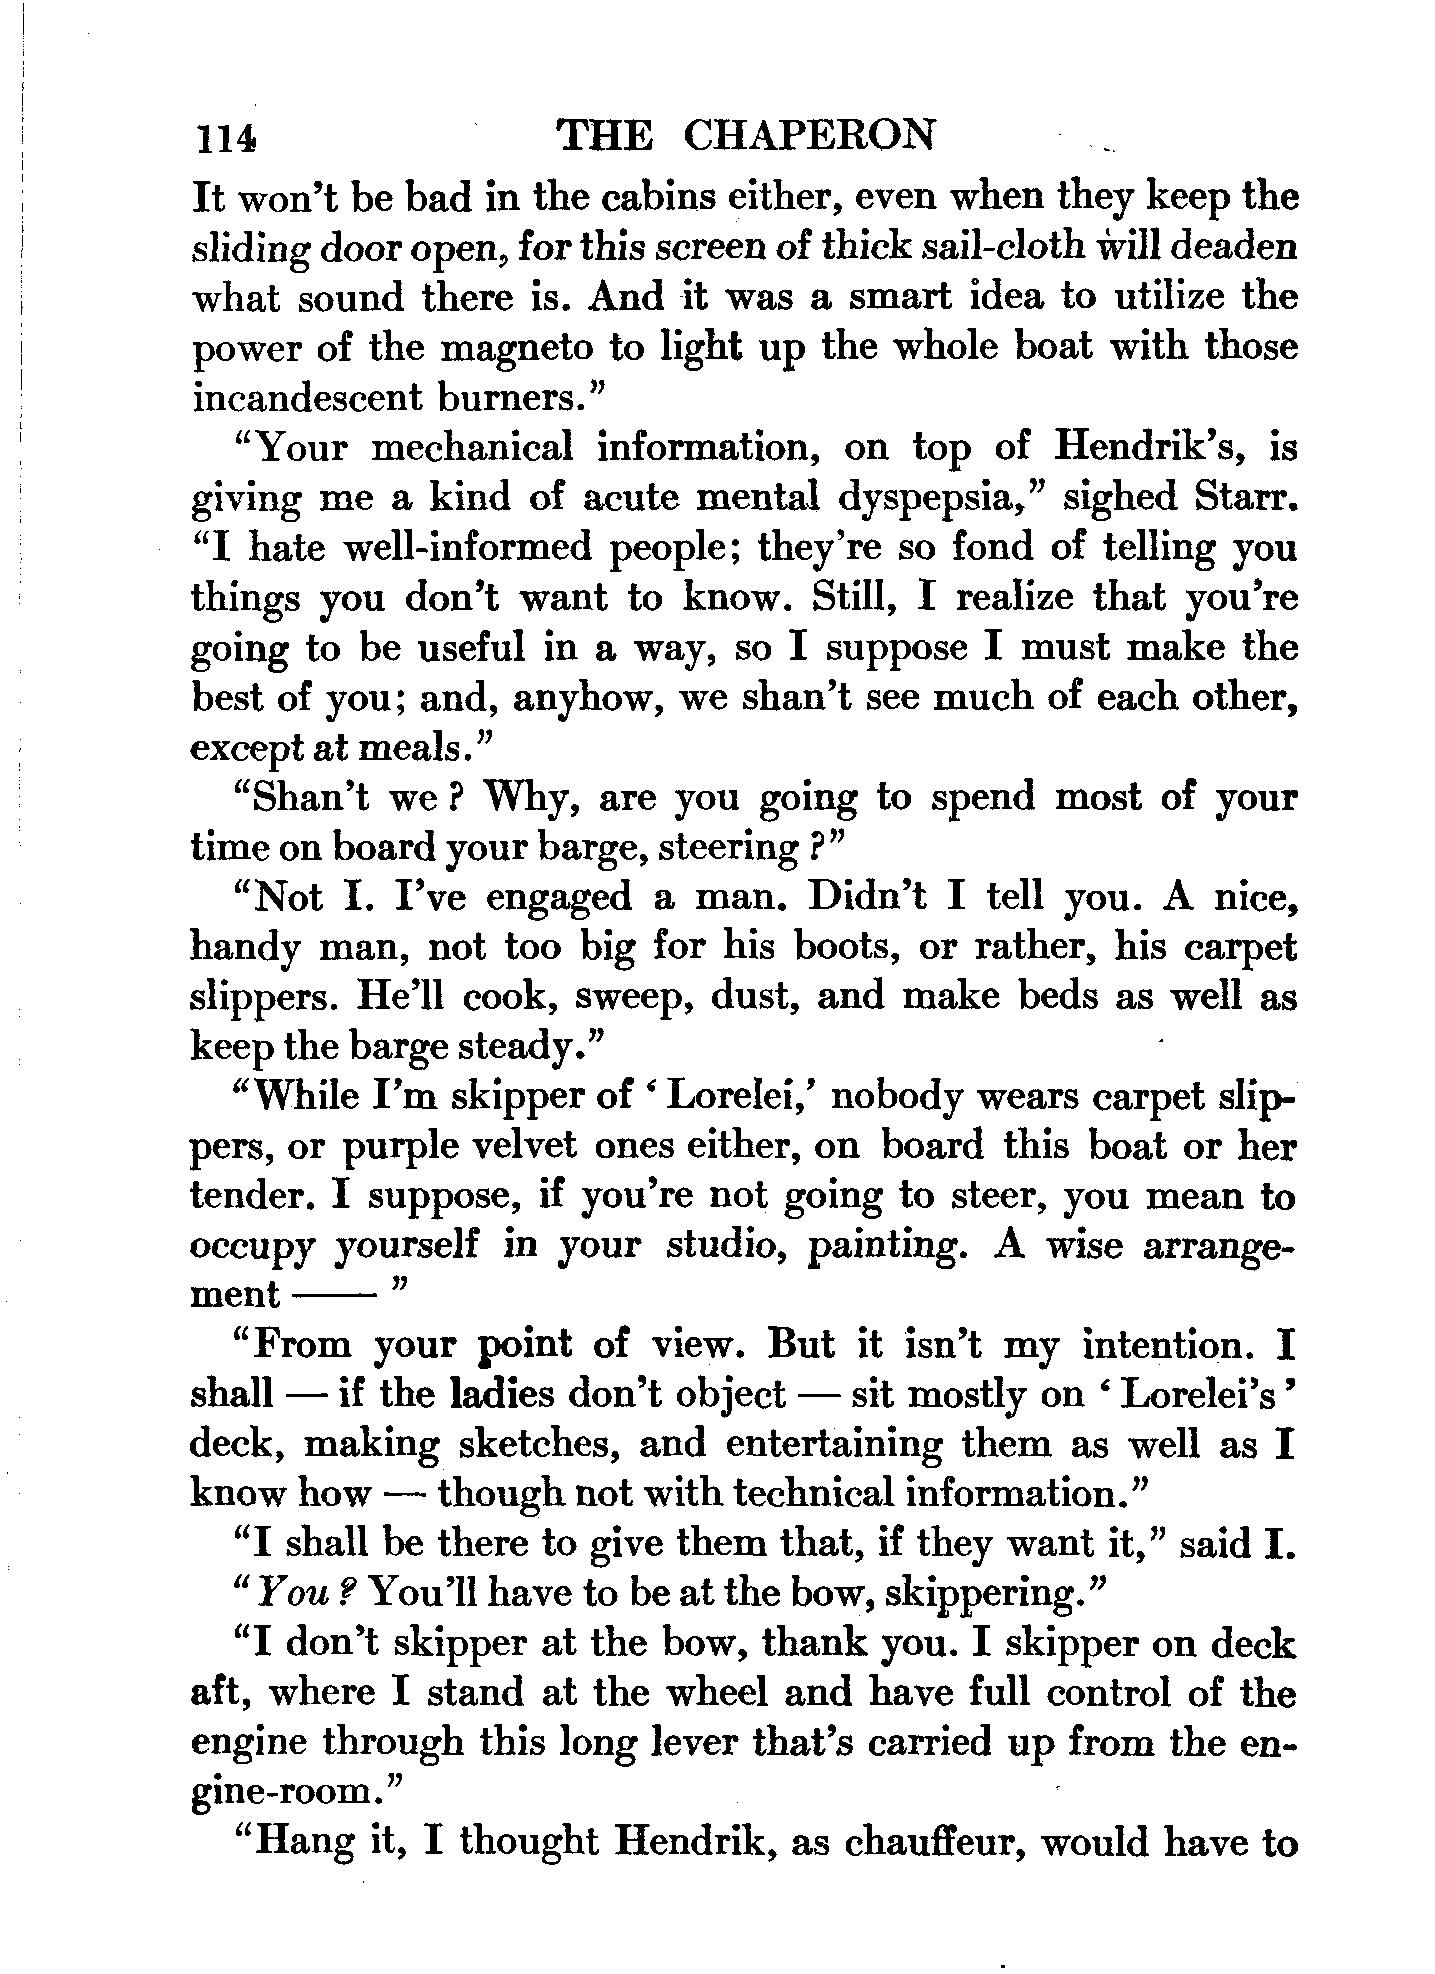 114 THE CHAPERON
It won't be bad in the cabins either, even when they keep the
sliding door open, for this screen of thick sail-cloth will deaden
what sound there is. And it was a smart idea to utilize the
power of the magneto to light up the whole boat with those
incandescent burners."
"Your mechanical information, on top of Hendrik's, is
giving me a kind of acute mental dyspepsia," sighed Starr.
"I hate well-informed people; they're so fond of telling you
things you don't want to know. Still, I realize that you're
going to be useful in a way, so I suppose I must make the
best of you; and, anyhow, we shan't see much of each other,
except at meals."
"Shan't we? Why, are you going to spend most of your
time on board your barge, steering?"
"Not I. I've engaged a man. Didn't I tell you. A nice,
handy man, not too big for his boots, or rather, his carpet
slippers. He'll cook, sweep, dust, and make beds as well as
keep the barge steady."
"While I'm skipper of 'Lorelei,' nobody wears carpet slip-
pers, or purple velvet ones either, on board this boat or her
tender. I suppose, if you're not going to steer, you mean to
occupy yourself in your studio, painting. A wise arrange-
ment —— "
"From your point of view. But it isn't my intention. I
shall — if the ladies don't object — sit mostly on 'Lorelei's'
deck, making sketches, and entertaining them as well as I
know how — though not with technical information."
"I shall be there to give them that, if they want it," said I.
"You? You'll have to be at the bow, skippering."
"I don't skipper at the bow, thank you. I skipper on deck
aft, where I stand at the wheel and have full control of the
engine through this long lever that's carried up from the en-
gine-room."
"Hang it, I thought Hendrik, as chauffeur, would have to